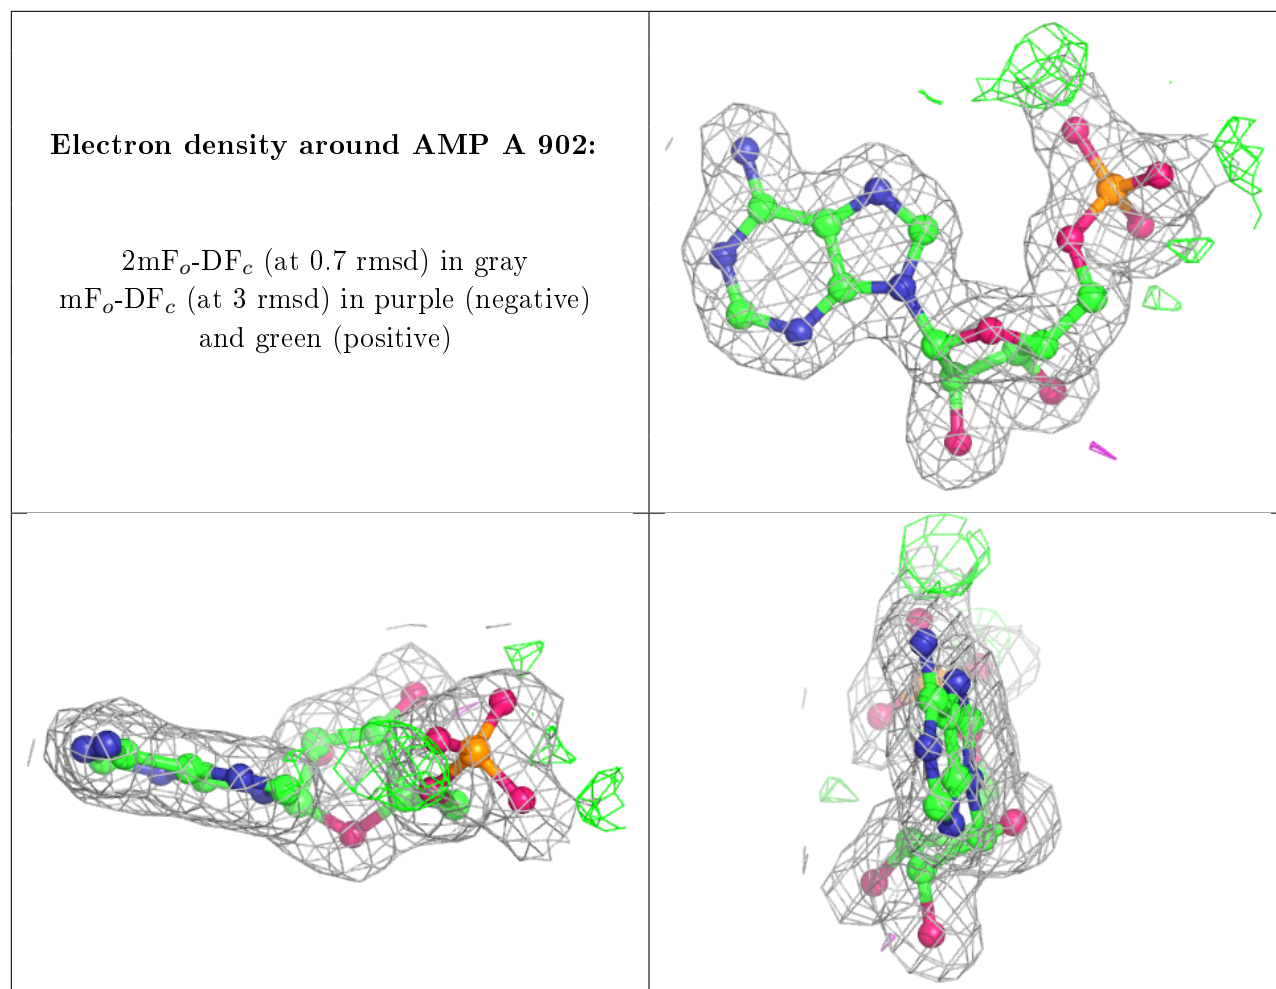 Electron density around AMP A 902:
2mFₒ-DF𝒸 (at 0.7 rmsd) in gray
mFₒ-DF𝒸 (at 3 rmsd) in purple (negative)
and green (positive)